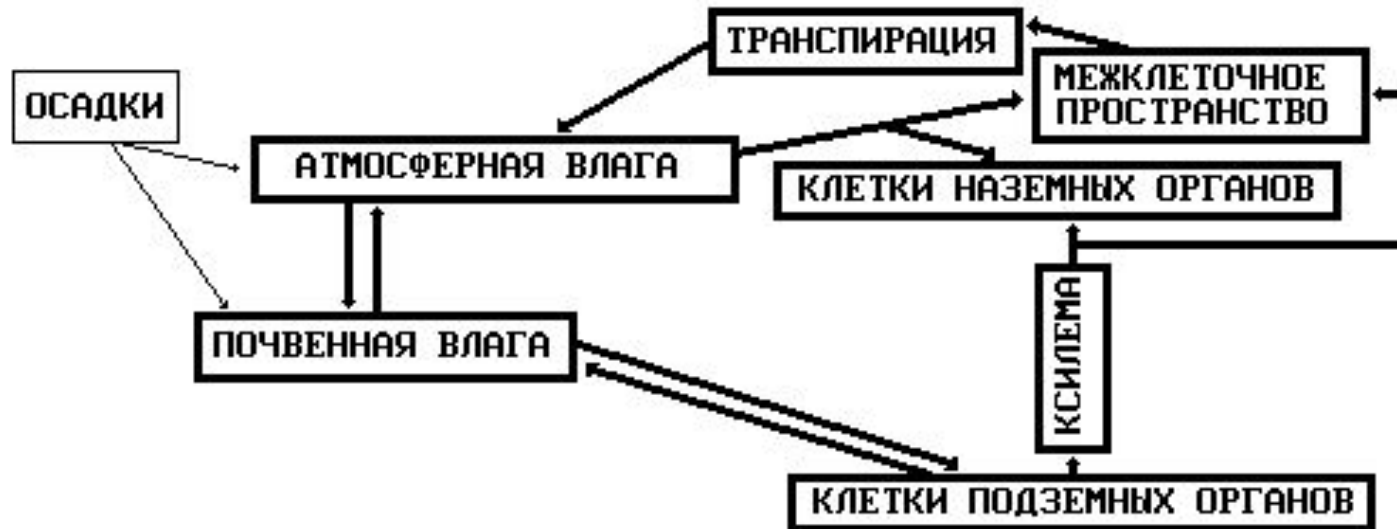 ТРАНСПИРАЦИЯ
МЕЖКЛЕТОЧНОЕ
ПРОСТРАНСТВО
ОСАДКИ
АТМОСФЕРНАЯ ВЛАГА
КЛЕТКИ НАЗЕМНЫХ ОРГАНОВ
ПОЧВЕННАЯ ВЛАГА
КСИЛЕМА
КЛЕТКИ ПОДЗЕМНЫХ ОРГАНОВ